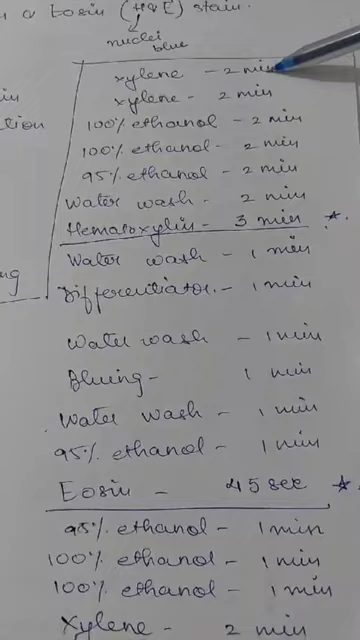 Eosin (H&E) stain.
nuclei
blue
xylene - 2 min
xylene - 2 min
100% ethanol - 2 min
100% ethanol - 2 min
95% ethanol - 2 min
Water wash - 2 min
Hematoxylin - 3 min
Water wash - 1 min
Differentiator - 1 min
Water wash - 1 min
Bluing - 1 min
Water wash - 1 min
95% ethanol - 1 min
Eosin - 45 sec
95% ethanol - 1 min
100% ethanol - 1 min
100% ethanol - 1 min
Xylene - 2 min